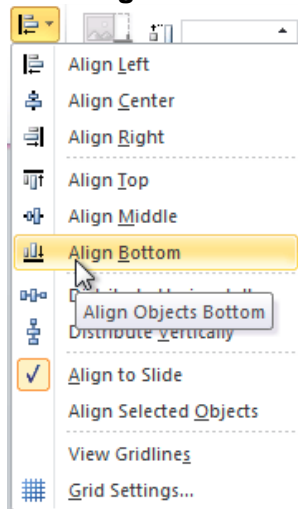 Align Left
Align Center
Align Right
Align Top
Align Middle
Align Bottom
Align Objects Bottom
Distribute Vertically
Align to Slide
Align Selected Objects
View Gridlines
Grid Settings...